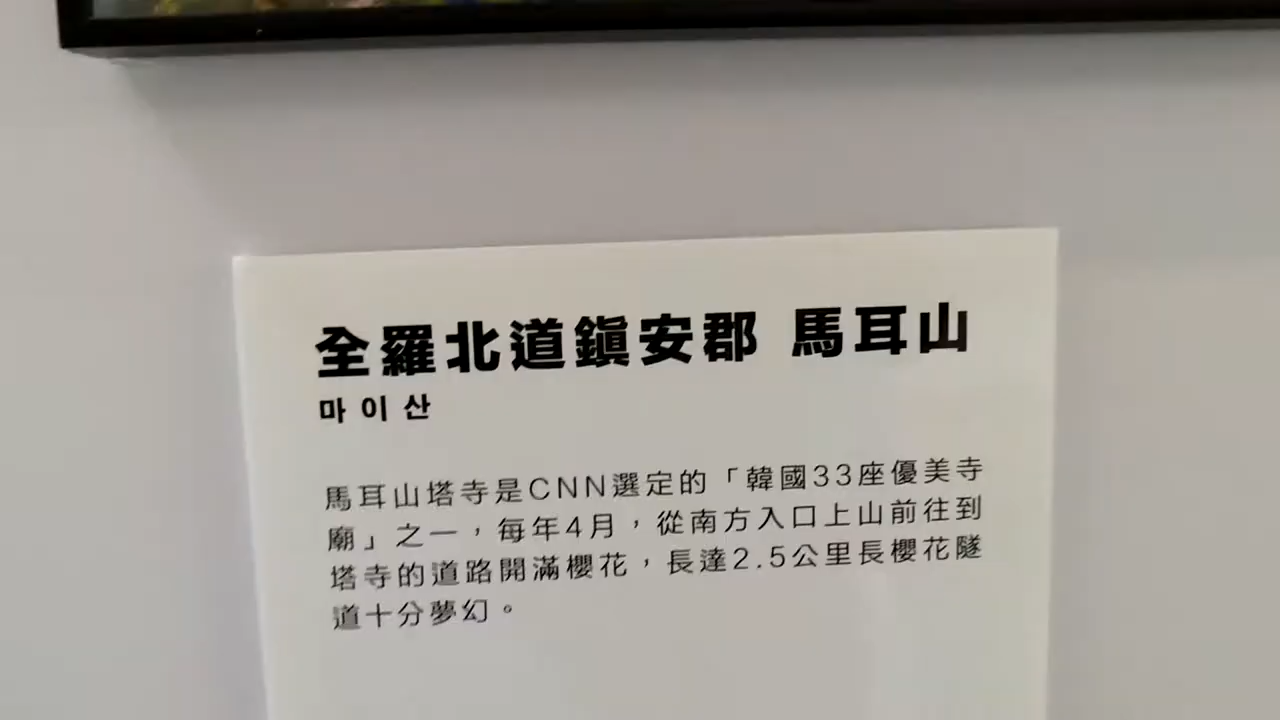 全羅北道鎭安郡 馬耳山
마이산
馬耳山塔寺是CNN選定的「韓國33座優美寺
廟」之一，每年4月，從南方入口上山前往到
塔寺的道路開滿櫻花，長達2.5公里長櫻花隧
道十分夢幻。